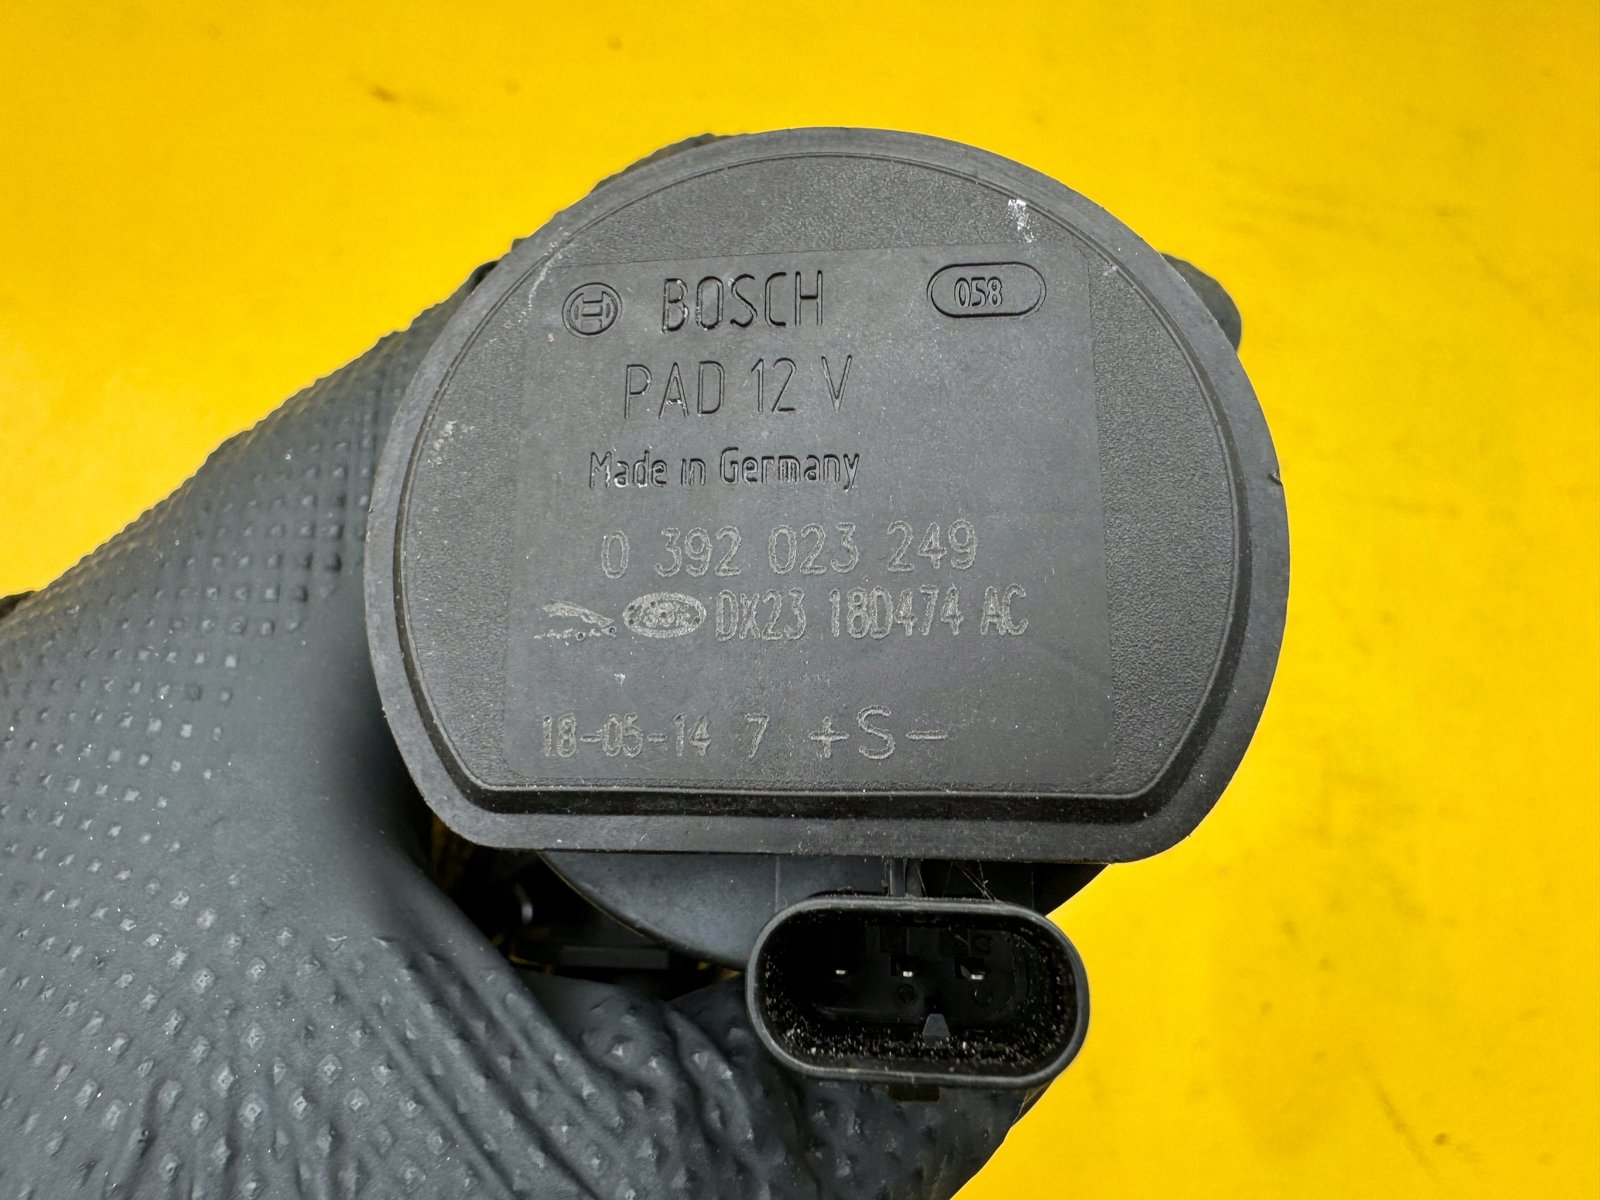 BOSCH 058
PAD 12 V
Made in Germany
0 392 023 249
DX23 18D474 AC
18-05-14 7 +S-